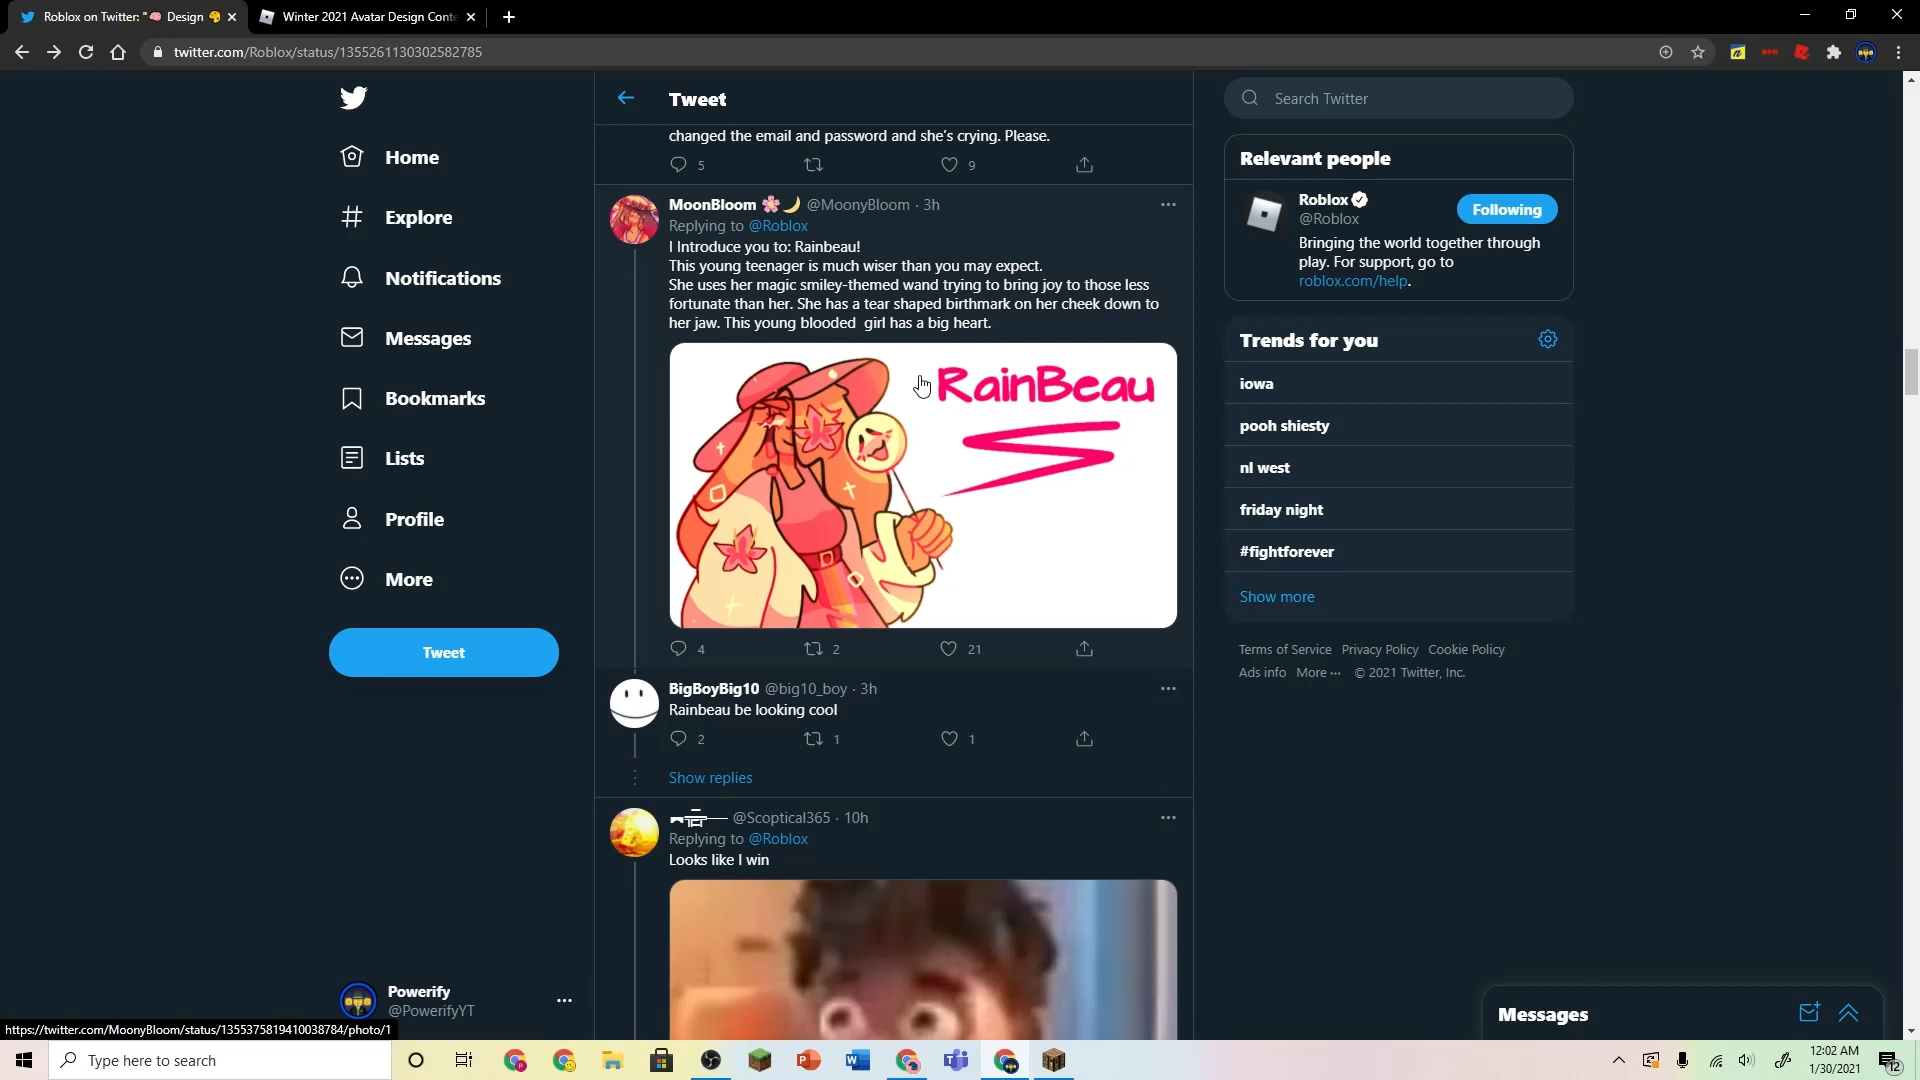 Roblox on Twitter: "🧠 Design 🎨
Winter 2021 Avatar Design Conte
twitter.com/Roblox/status/1355261130302582785
Home
Explore
Notifications
Messages
Bookmarks
Lists
Profile
More
Tweet
Powerify
@PowerifyYT
https://twitter.com/MoonyBloom/status/1355375819410038784/photo/1
Tweet
changed the email and password and she's crying. Please.
5
9
MoonBloom 🌸🌙 @MoonyBloom · 3h
Replying to @Roblox
I Introduce you to: Rainbeau!
This young teenager is much wiser than you may expect.
She uses her magic smiley-themed wand trying to bring joy to those less
fortunate than her. She has a tear shaped birthmark on her cheek down to
her jaw. This young blooded girl has a big heart.
RainBeau
4
2
21
BigBoyBig10 @big10_boy · 3h
Rainbeau be looking cool
2
1
1
Show replies
@Scoptical365 · 10h
Replying to @Roblox
Looks like I win
Search Twitter
Relevant people
Roblox
@Roblox
Following
Bringing the world together through
play. For support, go to
roblox.com/help.
Trends for you
iowa
pooh shiesty
nl west
friday night
#fightforever
Show more
Terms of Service Privacy Policy Cookie Policy
Ads info More ··· © 2021 Twitter, Inc.
Messages
Type here to search
12:02 AM
1/30/2021
12